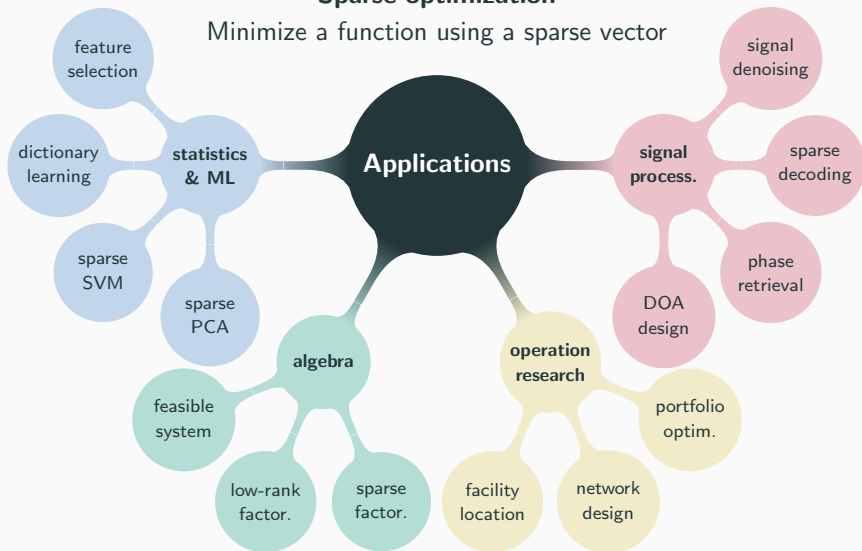 Sparse optimization
Minimize a function using a sparse vector
Applications
statistics
& ML
feature
selection
dictionary
learning
sparse
SVM
sparse
PCA
algebra
feasible
system
low-rank
factor.
sparse
factor.
operation
research
facility
location
network
design
portfolio
optim.
signal
process.
DOA
design
phase
retrieval
sparse
decoding
signal
denoising